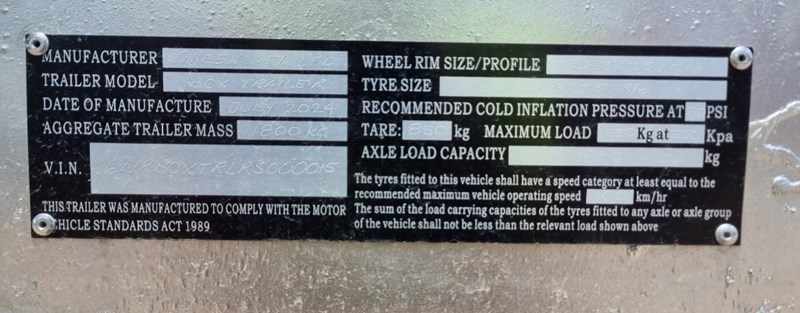 MANUFACTURER
TRAILER MODEL TRAILER
DATE OF MANUFACTURE JULY 2024
AGGREGATE TRAILER MASS 1800 KG
V.I.N.
THIS TRAILER WAS MANUFACTURED TO COMPLY WITH THE MOTOR
VEHICLE STANDARDS ACT 1989
WHEEL RIM SIZE/PROFILE
TYRE SIZE
RECOMMENDED COLD INFLATION PRESSURE AT PSI
TARE: 850 kg MAXIMUM LOAD Kg at Kpa
AXLE LOAD CAPACITY kg
The tyres fitted to this vehicle shall have a speed category at least equal to the
recommended maximum vehicle operating speed km/hr
The sum of the load carrying capacities of the tyres fitted to any axle or axle group
of the vehicle shall not be less than the relevant load shown above